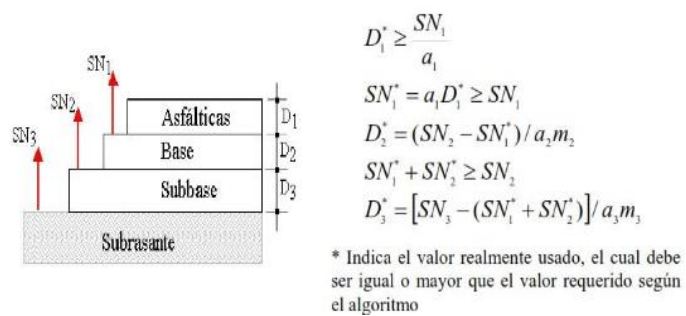 SN₁
SN₂
SN₃
Asfálticas
D₁
Base
D₂
Subbase
D₃
Subrasante
D₁* ≥ SN₁ / a₁
SN₁* = a₁D₁* ≥ SN₁
D₂* = (SN₂ − SN₁*) / a₂m₂
SN₁* + SN₂* ≥ SN₂
D₃* = [SN₃ − (SN₁* + SN₂*)] / a₃m₃
* Indica el valor realmente usado, el cual debe
ser igual o mayor que el valor requerido según
el algoritmo